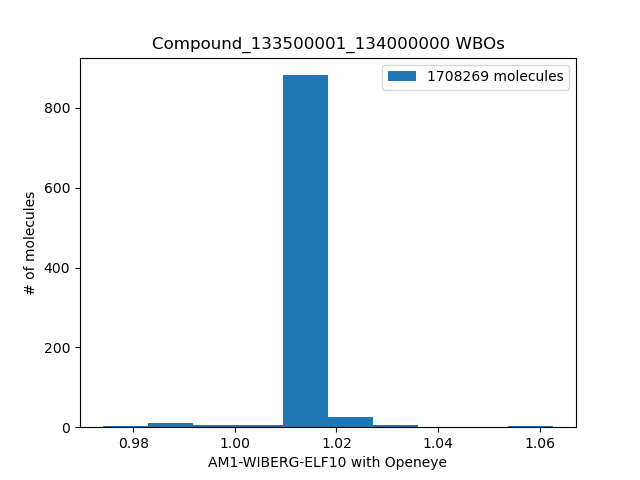 Compound_133500001_134000000 WBOs
1708269 molecules
# of molecules
800
600
400
200
0
0.98 1.00 1.02 1.04 1.06
AM1-WIBERG-ELF10 with Openeye